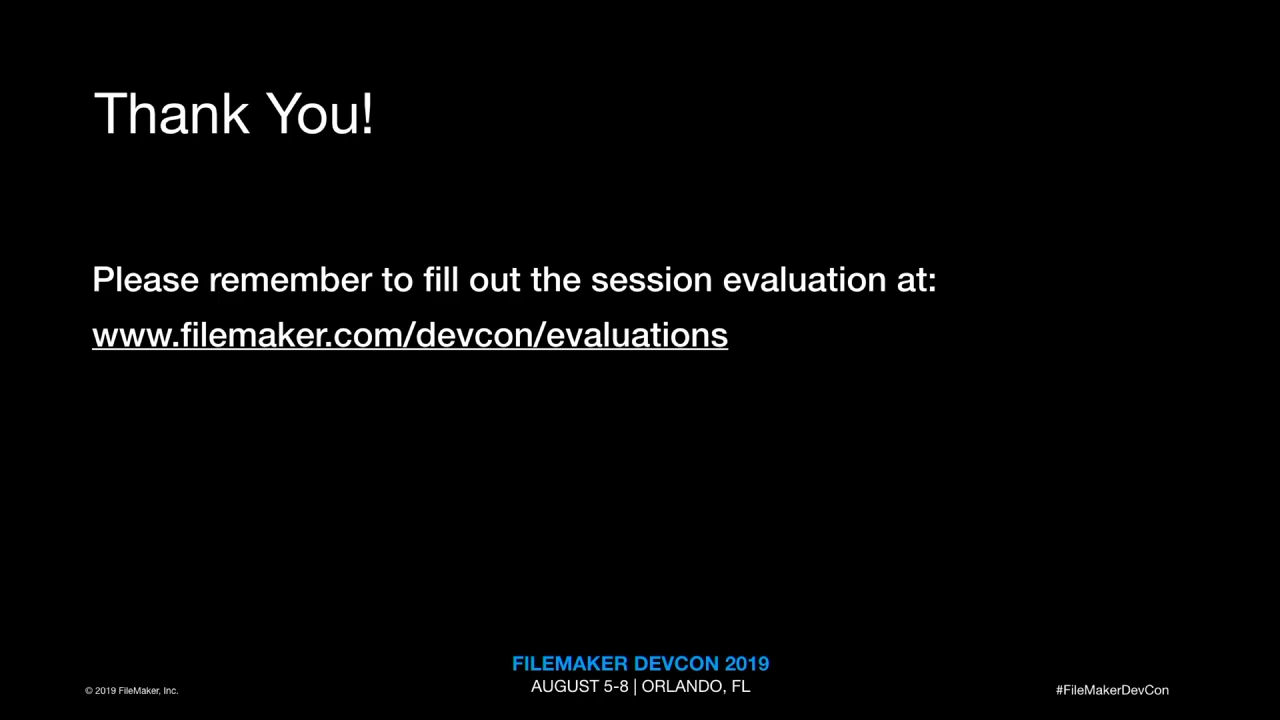 Thank You!
Please remember to fill out the session evaluation at:
www.filemaker.com/devcon/evaluations
FILEMAKER DEVCON 2019
© 2019 FileMaker, Inc.
AUGUST 5-8 | ORLANDO, FL
#FileMakerDevCon